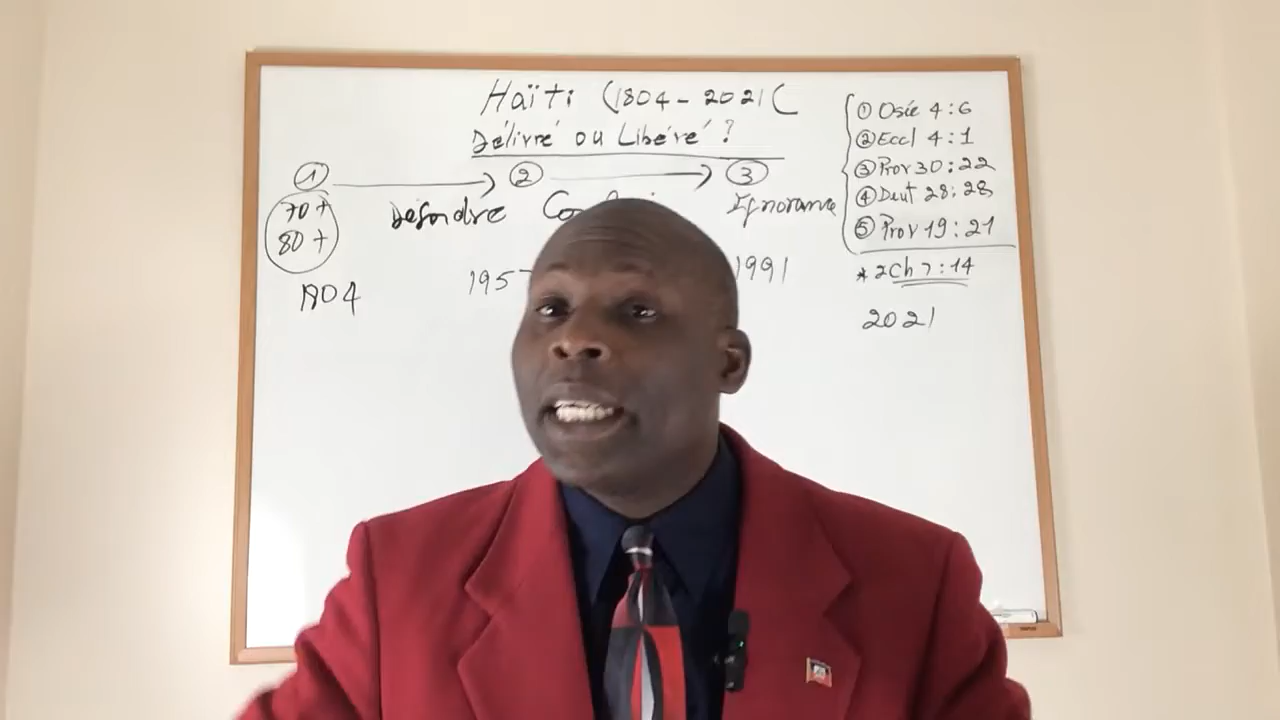 Haïti (1804-2021(
Délivré ou Libéré ?
① ② ③
70+
80+
Défendre
Ignorance
1804
1991
① Osée 4:6
② Eccl 4:1
③ Prov 30:22
④ Deut 28:28
⑤ Prov 19:21
* 2Ch 7:14
2021